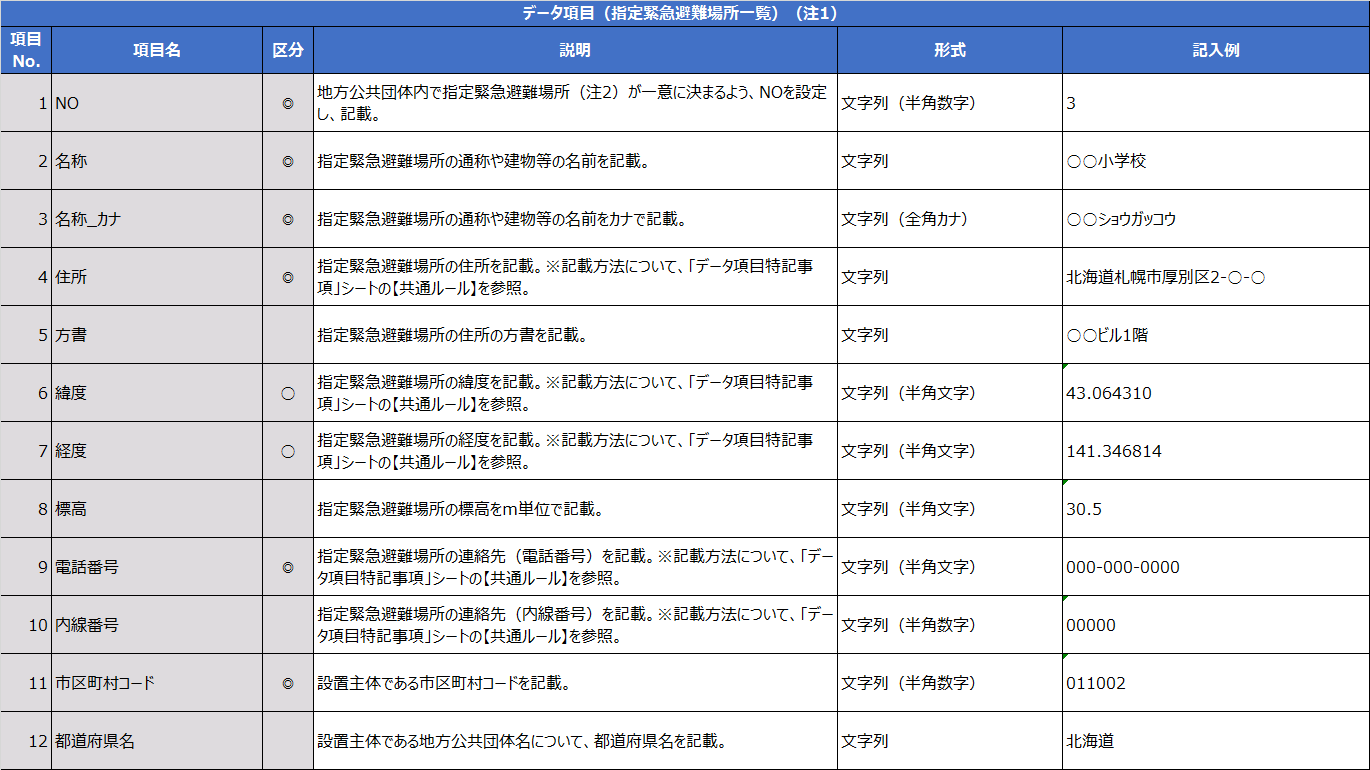 データ項目（指定緊急避難場所一覧）（注1）
項目
No.
項目名
区分
説明
形式
記入例
1
NO
◎
地方公共団体内で指定緊急避難場所（注2）が一意に決まるよう、NOを設定
し、記載。
文字列（半角数字）
3
2
名称
◎
指定緊急避難場所の通称や建物等の名前を記載。
文字列
○○小学校
3
名称_カナ
◎
指定緊急避難場所の通称や建物等の名前をカナで記載。
文字列（全角カナ）
○○ショウガッコウ
4
住所
◎
指定緊急避難場所の住所を記載。※記載方法について、「データ項目特記事
項」シートの【共通ルール】を参照。
文字列
北海道札幌市厚別区2-○-○
5
方書
指定緊急避難場所の住所の方書を記載。
文字列
○○ビル1階
6
緯度
○
指定緊急避難場所の緯度を記載。※記載方法について、「データ項目特記事
項」シートの【共通ルール】を参照。
文字列（半角文字）
43.064310
7
経度
○
指定緊急避難場所の経度を記載。※記載方法について、「データ項目特記事
項」シートの【共通ルール】を参照。
文字列（半角文字）
141.346814
8
標高
指定緊急避難場所の標高をm単位で記載。
文字列（半角文字）
30.5
9
電話番号
◎
指定緊急避難場所の連絡先（電話番号）を記載。※記載方法について、「デー
タ項目特記事項」シートの【共通ルール】を参照。
文字列（半角文字）
000-000-0000
10
内線番号
指定緊急避難場所の連絡先（内線番号）を記載。※記載方法について、「デー
タ項目特記事項」シートの【共通ルール】を参照。
文字列（半角数字）
00000
11
市区町村コード
◎
設置主体である市区町村コードを記載。
文字列（半角数字）
011002
12
都道府県名
設置主体である地方公共団体名について、都道府県名を記載。
文字列
北海道